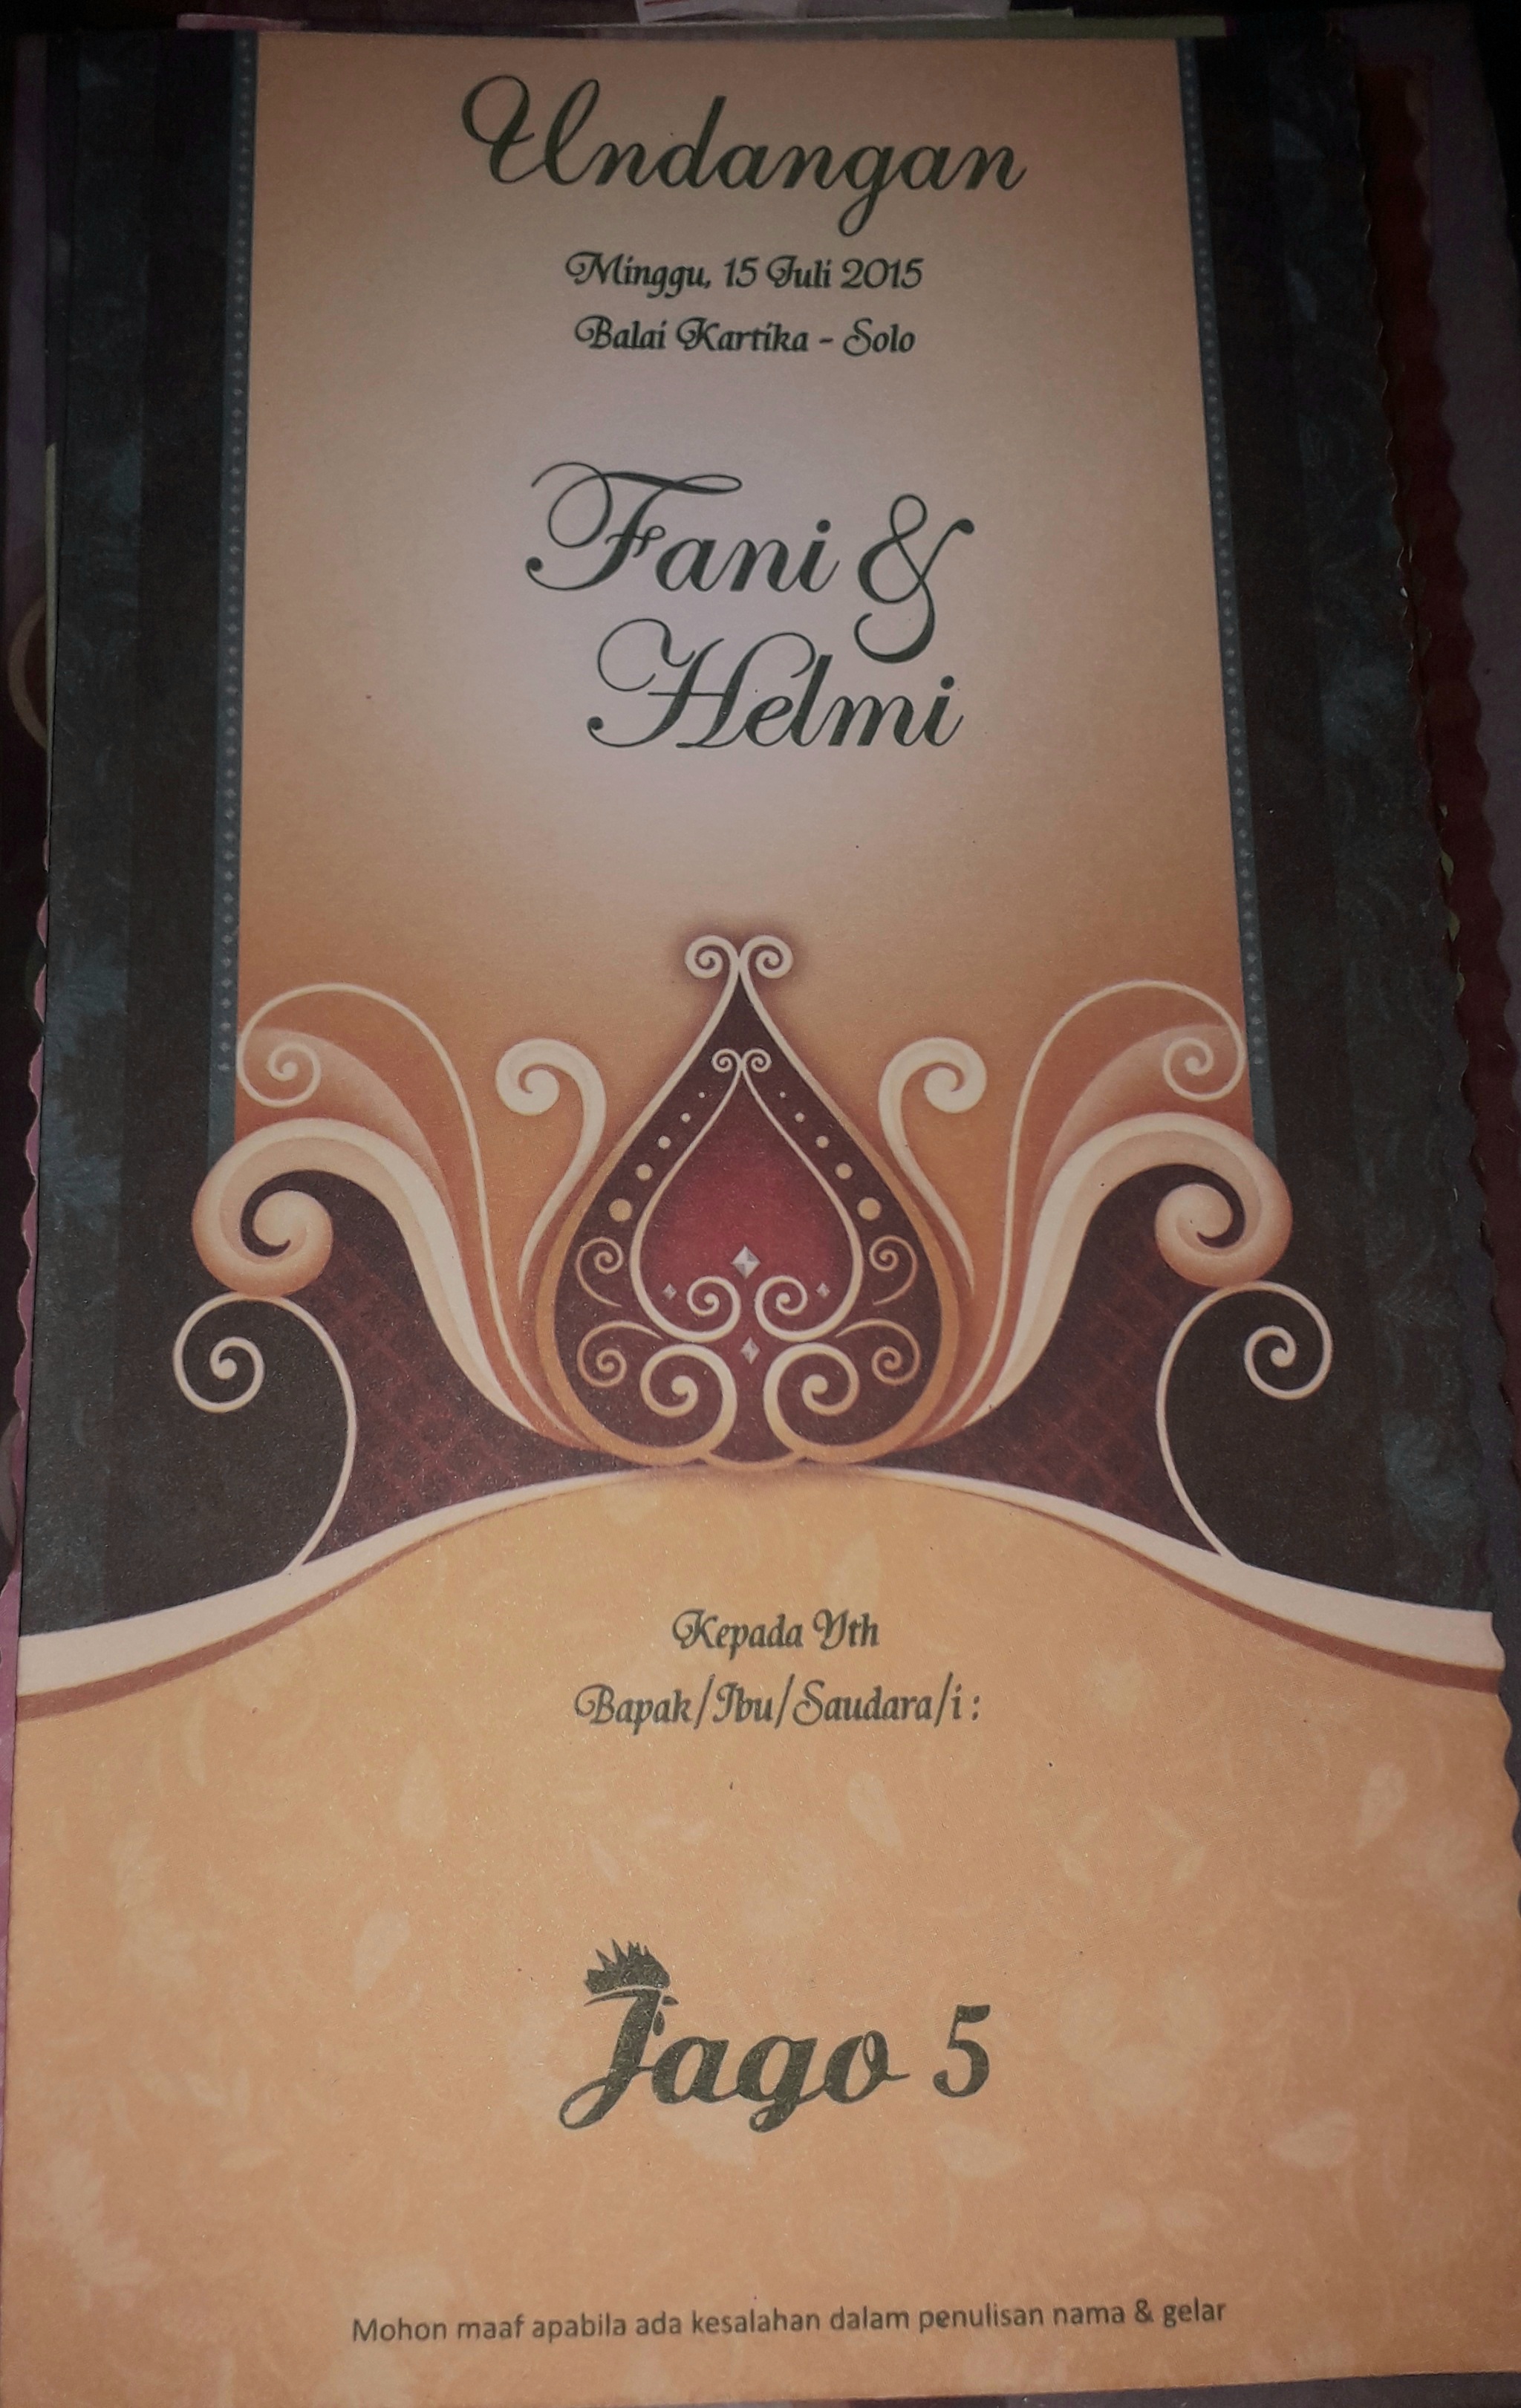 Undangan
Minggu, 15 Juli 2015
Balai Kartika - Solo
Fani &
Helmi
Kepada Yth
Bapak/Ibu/Saudara/i :
Jago 5
Mohon maaf apabila ada kesalahan dalam penulisan nama & gelar